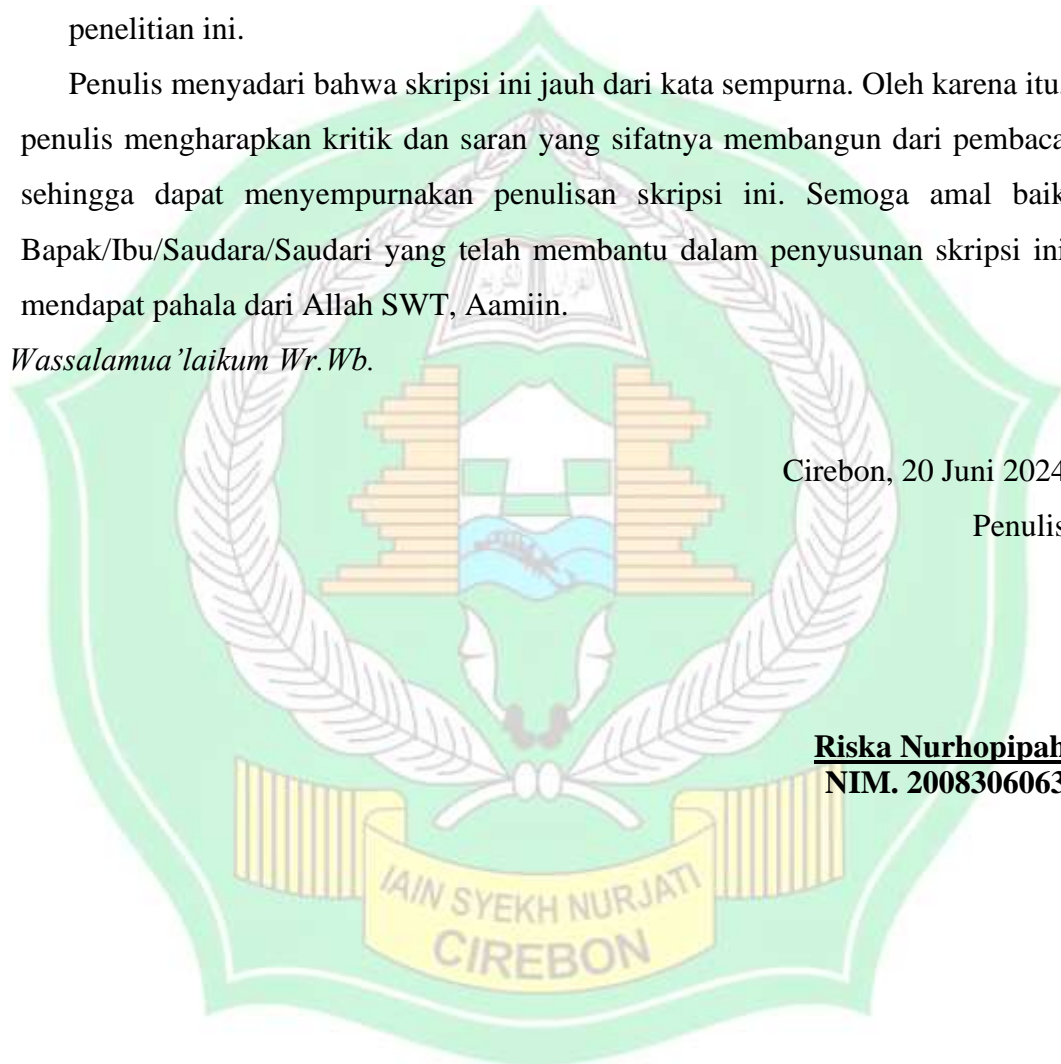 penelitian ini.
Penulis menyadari bahwa skripsi ini jauh dari kata sempurna. Oleh karena itu,
penulis mengharapkan kritik dan saran yang sifatnya membangun dari pembaca
sehingga dapat menyempurnakan penulisan skripsi ini. Semoga amal baik
Bapak/Ibu/Saudara/Saudari yang telah membantu dalam penyusunan skripsi ini
mendapat pahala dari Allah SWT, Aamiin.
Wassalamua’laikum Wr.Wb.
Cirebon, 20 Juni 2024
Penulis
Riska Nurhopipah
NIM. 2008306063
IAIN SYEKH NURJATI
CIREBON